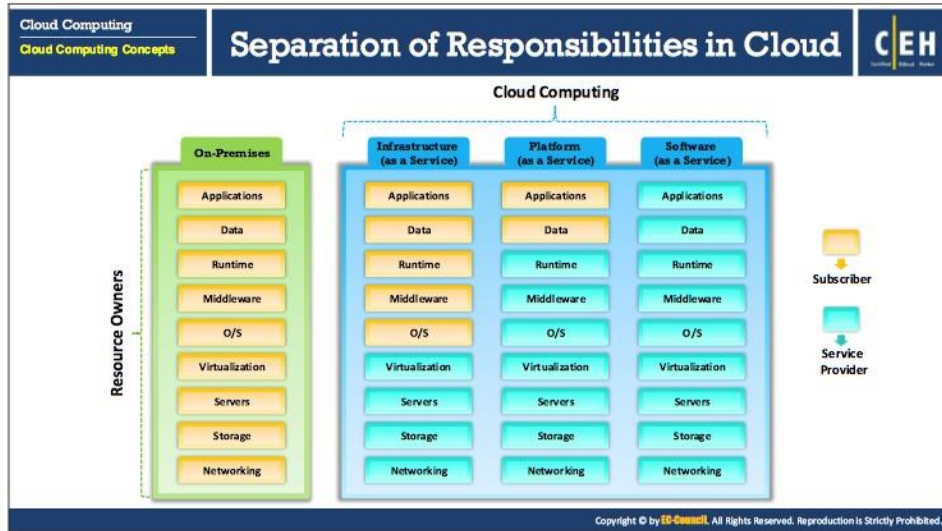 Cloud Computing
Cloud Computing Concepts
Separation of Responsibilities in Cloud
C|EH
Certified Ethical Hacker
Cloud Computing
On-Premises
Infrastructure
(as a Service)
Platform
(as a Service)
Software
(as a Service)
Resource Owners
Applications
Applications
Applications
Applications
Data
Data
Data
Data
Runtime
Runtime
Runtime
Runtime
Middleware
Middleware
Middleware
Middleware
O/S
O/S
O/S
O/S
Virtualization
Virtualization
Virtualization
Virtualization
Servers
Servers
Servers
Servers
Storage
Storage
Storage
Storage
Networking
Networking
Networking
Networking
Subscriber
Service
Provider
Copyright © by EC-Council. All Rights Reserved. Reproduction is Strictly Prohibited.